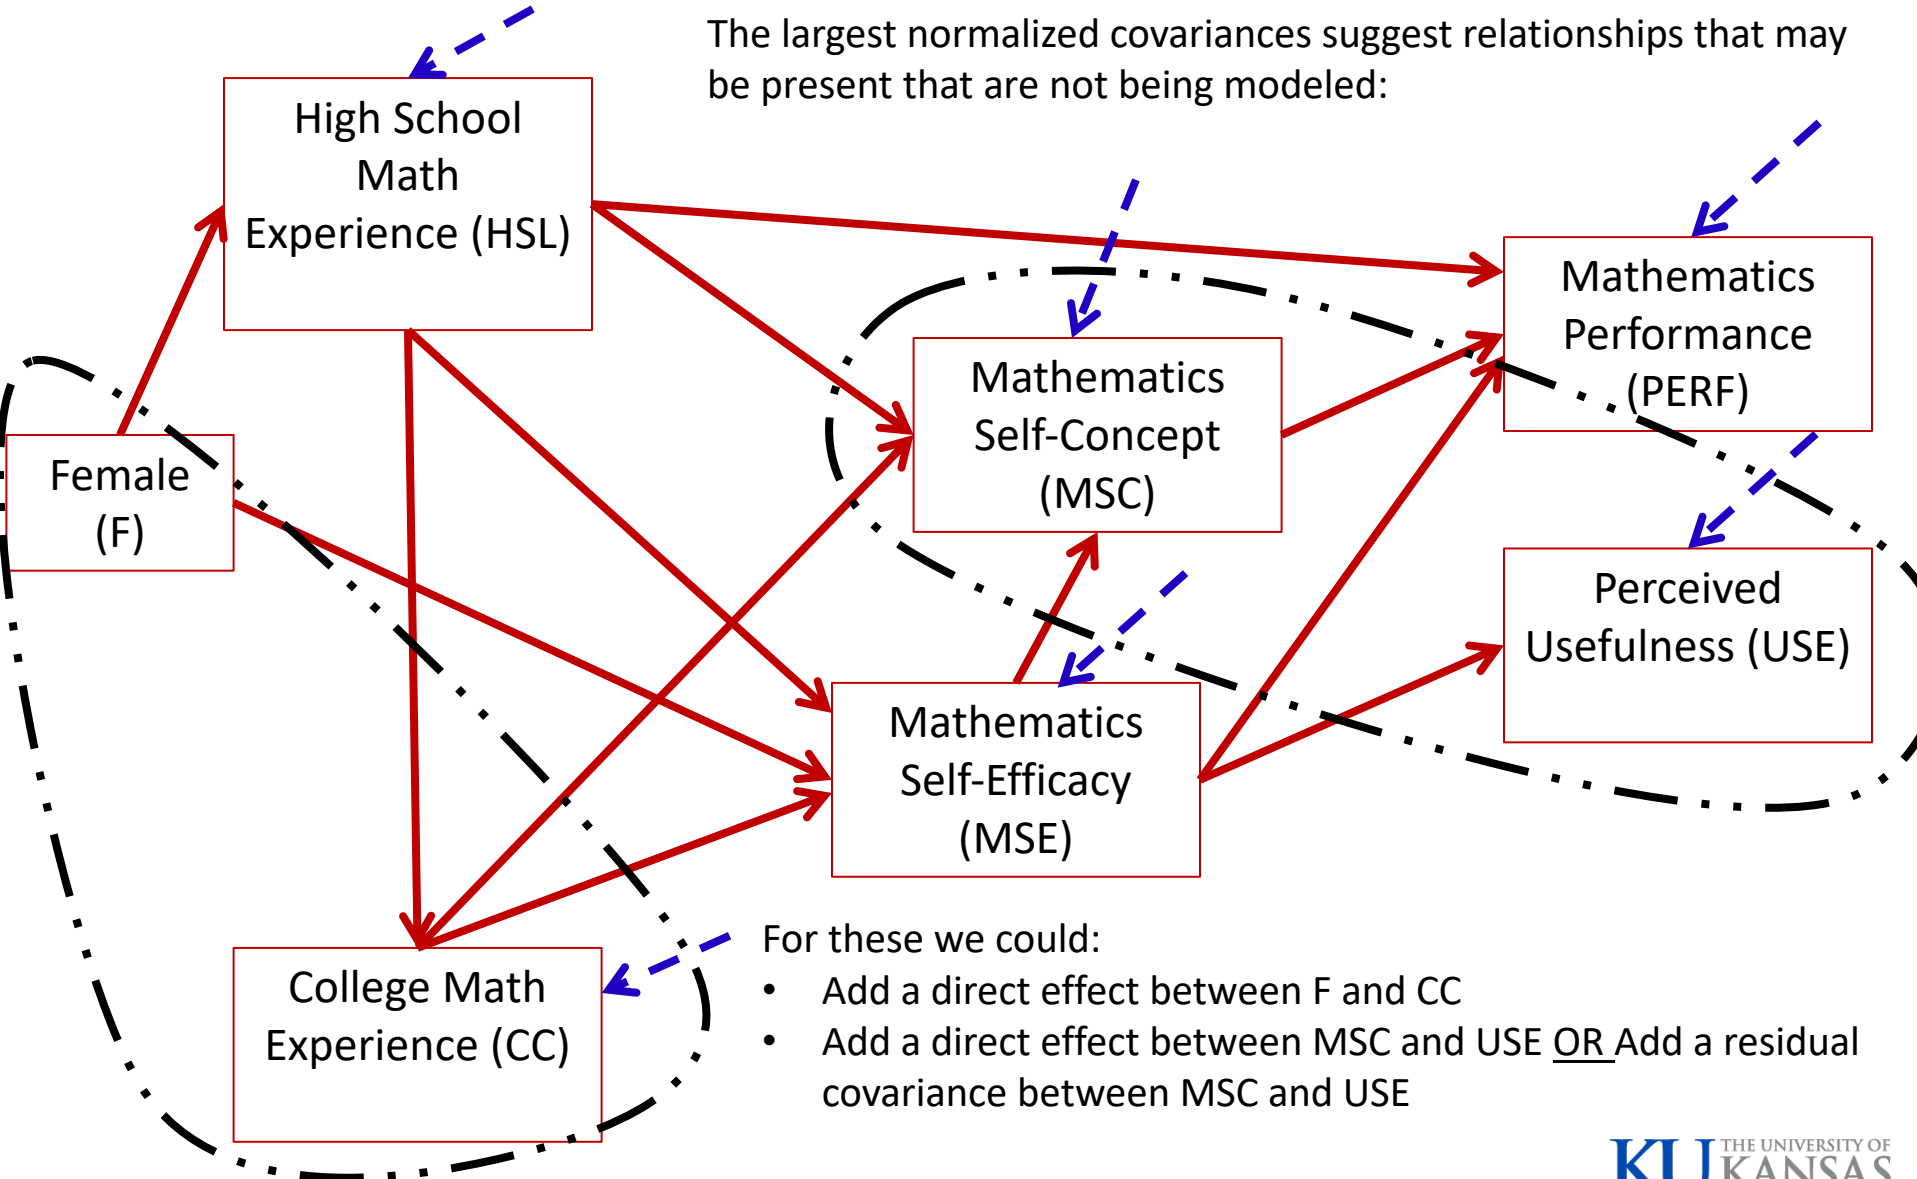 The largest normalized covariances suggest relationships that may
be present that are not being modeled:
High School
Math
Experience (HSL)
Mathematics
Performance
(PERF)
Mathematics
Self-Concept
(MSC)
Female
(F)
Perceived
Usefulness (USE)
Mathematics
Self-Efficacy
(MSE)
College Math
Experience (CC)
For these we could:
• Add a direct effect between F and CC
• Add a direct effect between MSC and USE OR Add a residual
covariance between MSC and USE
KU THE UNIVERSITY OF
KANSAS